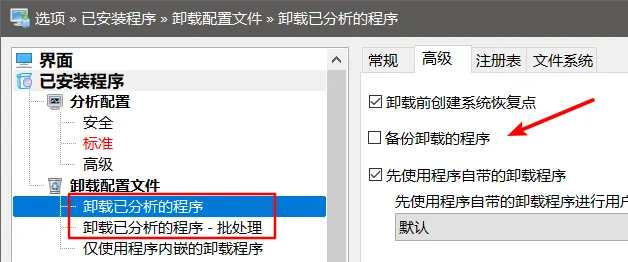 选项 » 已安装程序 » 卸载配置文件 » 卸载已分析的程序
界面
已安装程序
分析配置
安全
标准
高级
卸载配置文件
卸载已分析的程序
卸载已分析的程序 - 批处理
仅使用程序内嵌的卸载程序
常规 高级 注册表 文件系统
卸载前创建系统恢复点
备份卸载的程序
先使用程序自带的卸载程序
先使用程序自带的卸载程序进行用户
默认